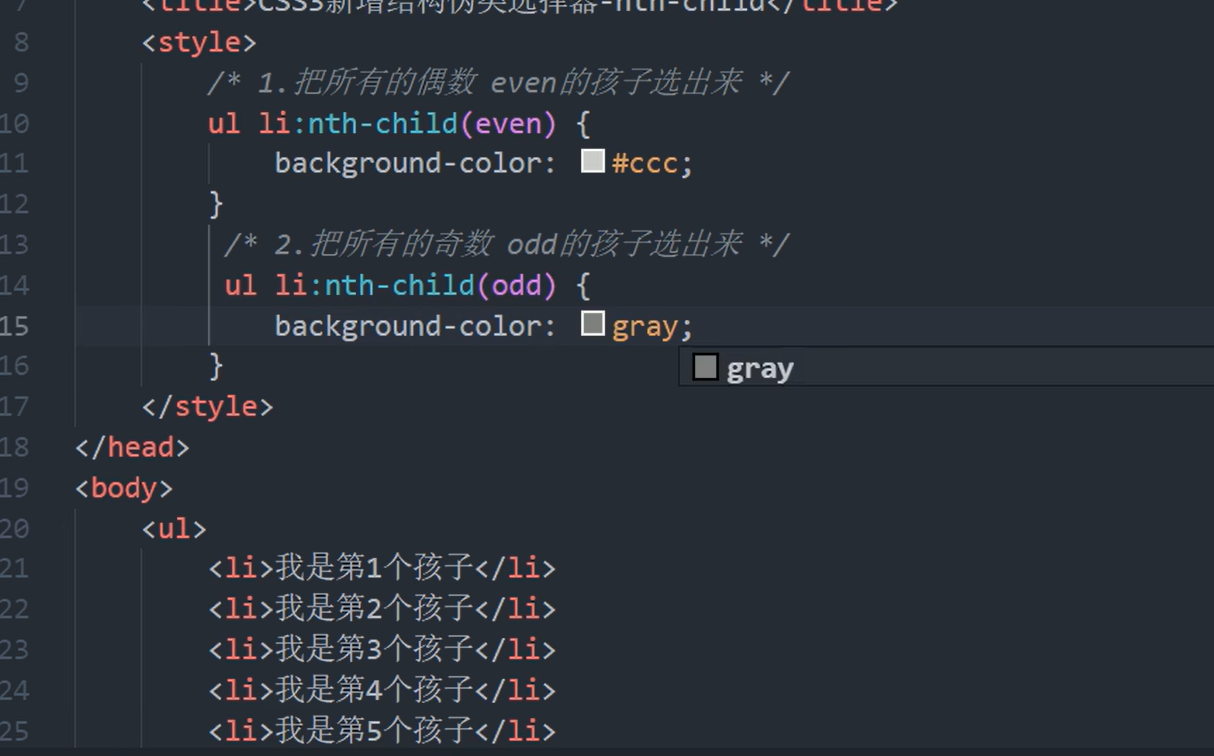 <title>CSS3新增结构伪类选择器-nth-child</title>
8 <style>
9 /* 1.把所有的偶数 even的孩子选出来 */
10 ul li:nth-child(even) {
11 background-color: #ccc;
12 }
13 /* 2.把所有的奇数 odd的孩子选出来 */
14 ul li:nth-child(odd) {
15 background-color: gray;
16 }
gray
17 </style>
18 </head>
19 <body>
20 <ul>
21 <li>我是第1个孩子</li>
22 <li>我是第2个孩子</li>
23 <li>我是第3个孩子</li>
24 <li>我是第4个孩子</li>
25 <li>我是第5个孩子</li>